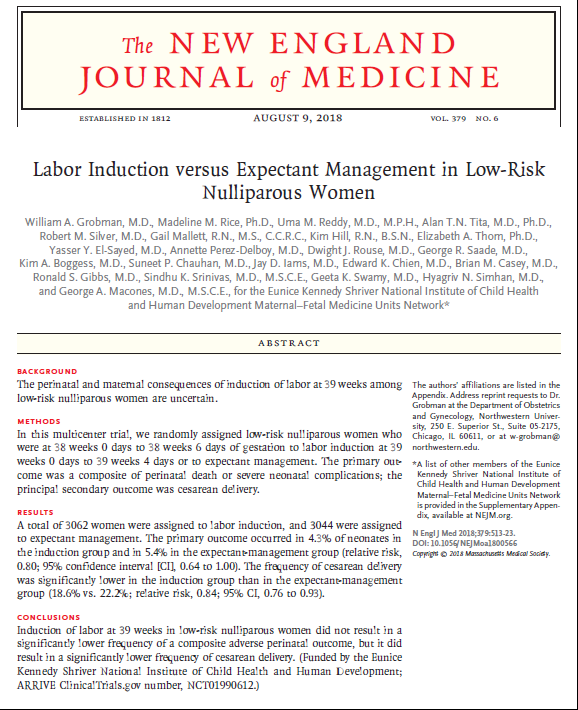 The NEW ENGLAND
JOURNAL of MEDICINE
ESTABLISHED IN 1812
AUGUST 9, 2018
VOL. 379 NO. 6
Labor Induction versus Expectant Management in Low-Risk
Nulliparous Women
William A. Grobman, M.D., Madeline M. Rice, Ph.D., Uma M. Reddy, M.D., M.P.H., Alan T.N. Tita, M.D., Ph.D.,
Robert M. Silver, M.D., Gail Mallett, R.N., M.S., C.C.R.C., Kim Hill, R.N., B.S.N., Elizabeth A. Thom, Ph.D.,
Yasser Y. El-Sayed, M.D., Annette Perez-Delboy, M.D., Dwight J. Rouse, M.D., George R. Saade, M.D.,
Kim A. Boggess, M.D., Suneet P. Chauhan, M.D., Jay D. Iams, M.D., Edward K. Chien, M.D., Brian M. Casey, M.D.,
Ronald S. Gibbs, M.D., Sindhu K. Srinivas, M.D., M.S.C.E., Geeta K. Swamy, M.D., Hyagriv N. Simhan, M.D.,
and George A. Macones, M.D., M.S.C.E., for the Eunice Kennedy Shriver National Institute of Child Health
and Human Development Maternal–Fetal Medicine Units Network*
ABSTRACT
BACKGROUND
The perinatal and maternal consequences of induction of labor at 39 weeks among
low-risk nulliparous women are uncertain.
METHODS
In this multicenter trial, we randomly assigned low-risk nulliparous women who
were at 38 weeks 0 days to 38 weeks 6 days of gestation to labor induction at 39
weeks 0 days to 39 weeks 4 days or to expectant management. The primary out-
come was a composite of perinatal death or severe neonatal complications; the
principal secondary outcome was cesarean delivery.
RESULTS
A total of 3062 women were assigned to labor induction, and 3044 were assigned
to expectant management. The primary outcome occurred in 4.3% of neonates in
the induction group and in 5.4% in the expectant-management group (relative risk,
0.80; 95% confidence interval [CI], 0.64 to 1.00). The frequency of cesarean delivery
was significantly lower in the induction group than in the expectant-management
group (18.6% vs. 22.2%; relative risk, 0.84; 95% CI, 0.76 to 0.93).
CONCLUSIONS
Induction of labor at 39 weeks in low-risk nulliparous women did not result in a
significantly lower frequency of a composite adverse perinatal outcome, but it did
result in a significantly lower frequency of cesarean delivery. (Funded by the Eunice
Kennedy Shriver National Institute of Child Health and Human Development;
ARRIVE ClinicalTrials.gov number, NCT01990612.)
The authors' affiliations are listed in the
Appendix. Address reprint requests to Dr.
Grobman at the Department of Obstetrics
and Gynecology, Northwestern Univer-
sity, 250 E. Superior St., Suite 05-2175,
Chicago, IL 60611, or at w-grobman@
northwestern.edu.
*A list of other members of the Eunice
Kennedy Shriver National Institute of
Child Health and Human Development
Maternal–Fetal Medicine Units Network
is provided in the Supplementary Appen-
dix, available at NEJM.org.
N Engl J Med 2018;379:513-23.
DOI: 10.1056/NEJMoa1800566
Copyright © 2018 Massachusetts Medical Society.